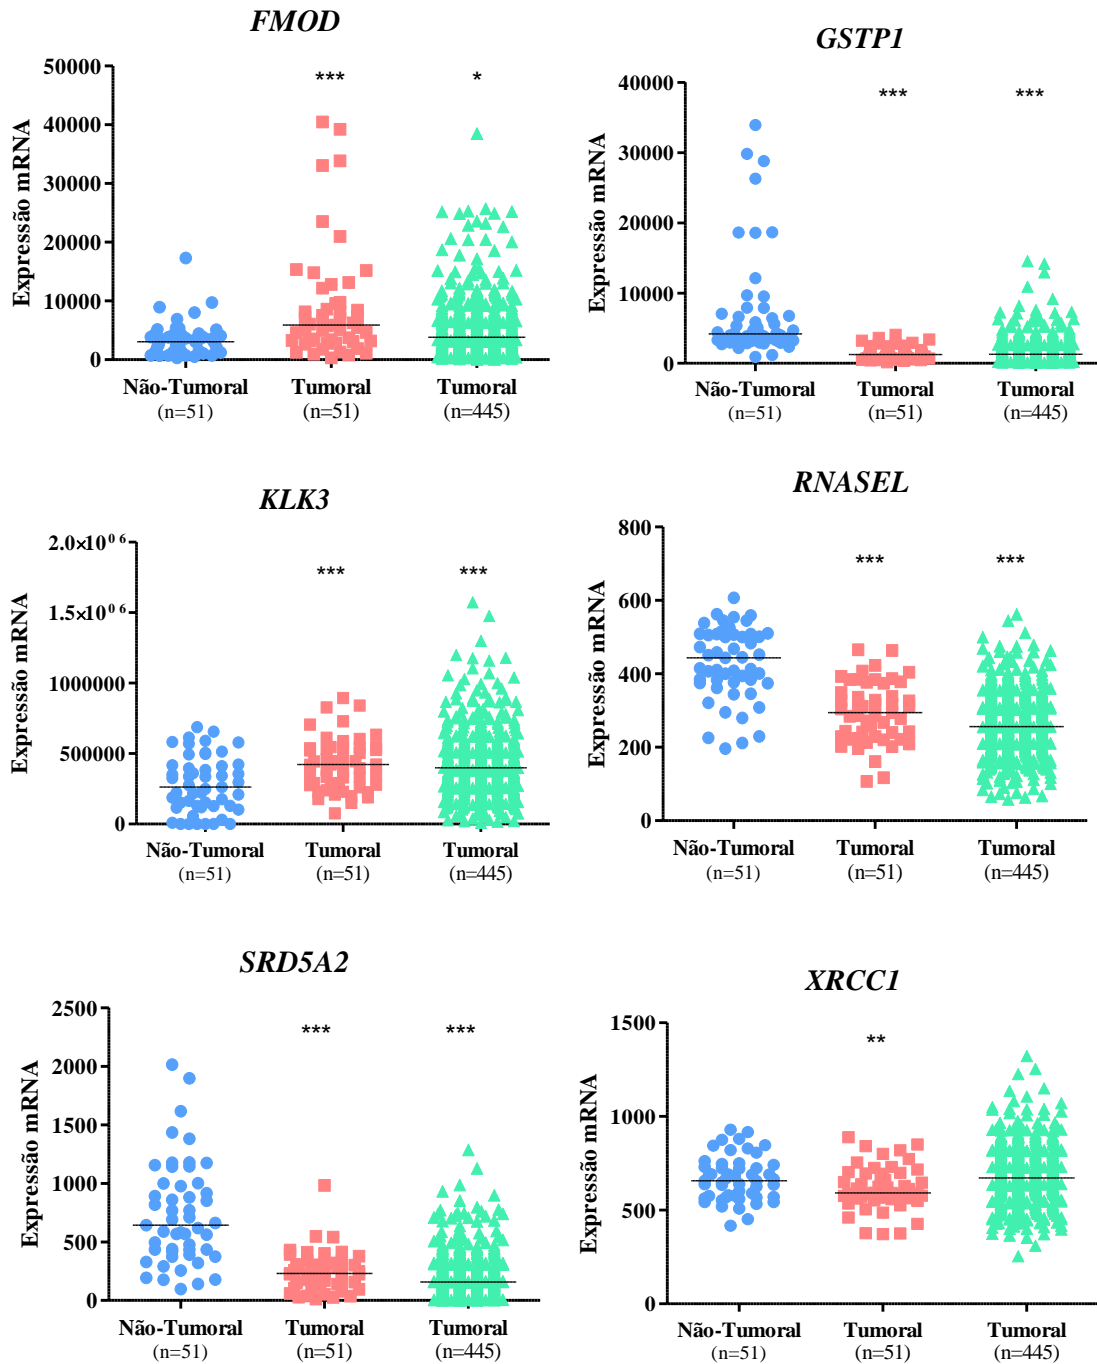 FMOD
50000
40000
30000
20000
10000
0
Expressão mRNA
***
*
Não-Tumoral
(n=51)
Tumoral
(n=51)
Tumoral
(n=445)
GSTP1
40000
30000
20000
10000
0
Expressão mRNA
***
***
Não-Tumoral
(n=51)
Tumoral
(n=51)
Tumoral
(n=445)
KLK3
2.0×10⁰⁶
1.5×10⁰⁶
1000000
500000
0
Expressão mRNA
***
***
Não-Tumoral
(n=51)
Tumoral
(n=51)
Tumoral
(n=445)
RNASEL
800
600
400
200
0
Expressão mRNA
***
***
Não-Tumoral
(n=51)
Tumoral
(n=51)
Tumoral
(n=445)
SRD5A2
2500
2000
1500
1000
500
0
Expressão mRNA
***
***
Não-Tumoral
(n=51)
Tumoral
(n=51)
Tumoral
(n=445)
XRCC1
1500
1000
500
0
Expressão mRNA
**
Não-Tumoral
(n=51)
Tumoral
(n=51)
Tumoral
(n=445)